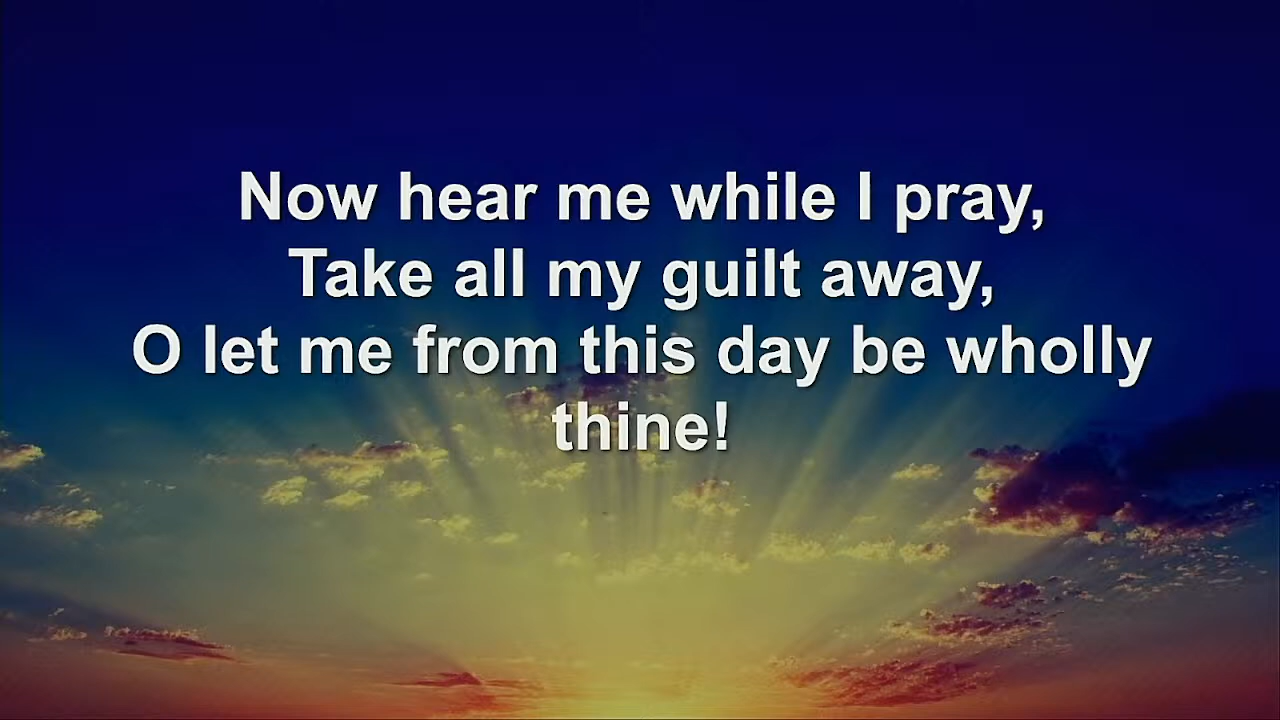 Now hear me while I pray,
Take all my guilt away,
O let me from this day be wholly
thine!